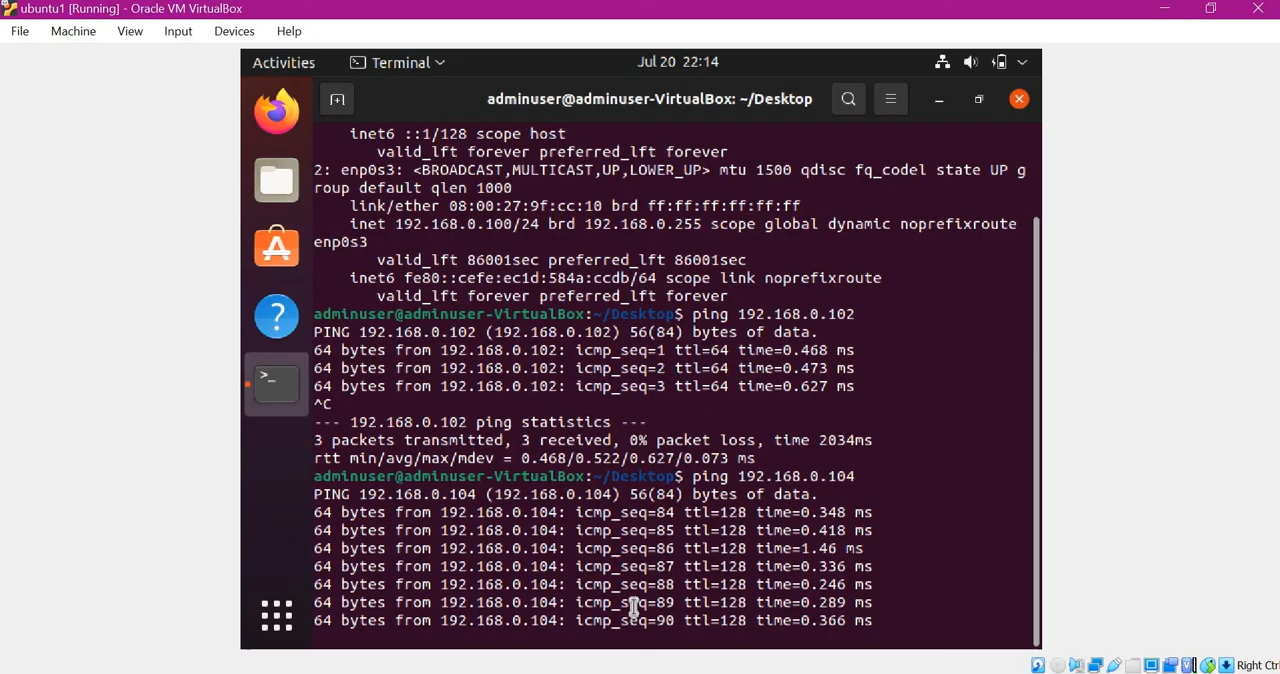 ubuntu1 [Running] - Oracle VM VirtualBox
File Machine View Input Devices Help
Activities Terminal Jul 20 22:14
adminuser@adminuser-VirtualBox: ~/Desktop
inet6 ::1/128 scope host
valid_lft forever preferred_lft forever
2: enp0s3: <BROADCAST,MULTICAST,UP,LOWER_UP> mtu 1500 qdisc fq_codel state UP g
roup default qlen 1000
link/ether 08:00:27:9f:cc:10 brd ff:ff:ff:ff:ff:ff
inet 192.168.0.100/24 brd 192.168.0.255 scope global dynamic noprefixroute
enp0s3
valid_lft 86001sec preferred_lft 86001sec
inet6 fe80::cefe:ec1d:584a:ccdb/64 scope link noprefixroute
valid_lft forever preferred_lft forever
adminuser@adminuser-VirtualBox:~/Desktop$ ping 192.168.0.102
PING 192.168.0.102 (192.168.0.102) 56(84) bytes of data.
64 bytes from 192.168.0.102: icmp_seq=1 ttl=64 time=0.468 ms
64 bytes from 192.168.0.102: icmp_seq=2 ttl=64 time=0.473 ms
64 bytes from 192.168.0.102: icmp_seq=3 ttl=64 time=0.627 ms
^C
--- 192.168.0.102 ping statistics ---
3 packets transmitted, 3 received, 0% packet loss, time 2034ms
rtt min/avg/max/mdev = 0.468/0.522/0.627/0.073 ms
adminuser@adminuser-VirtualBox:~/Desktop$ ping 192.168.0.104
PING 192.168.0.104 (192.168.0.104) 56(84) bytes of data.
64 bytes from 192.168.0.104: icmp_seq=84 ttl=128 time=0.348 ms
64 bytes from 192.168.0.104: icmp_seq=85 ttl=128 time=0.418 ms
64 bytes from 192.168.0.104: icmp_seq=86 ttl=128 time=1.46 ms
64 bytes from 192.168.0.104: icmp_seq=87 ttl=128 time=0.336 ms
64 bytes from 192.168.0.104: icmp_seq=88 ttl=128 time=0.246 ms
64 bytes from 192.168.0.104: icmp_seq=89 ttl=128 time=0.289 ms
64 bytes from 192.168.0.104: icmp_seq=90 ttl=128 time=0.366 ms
Right Ctrl